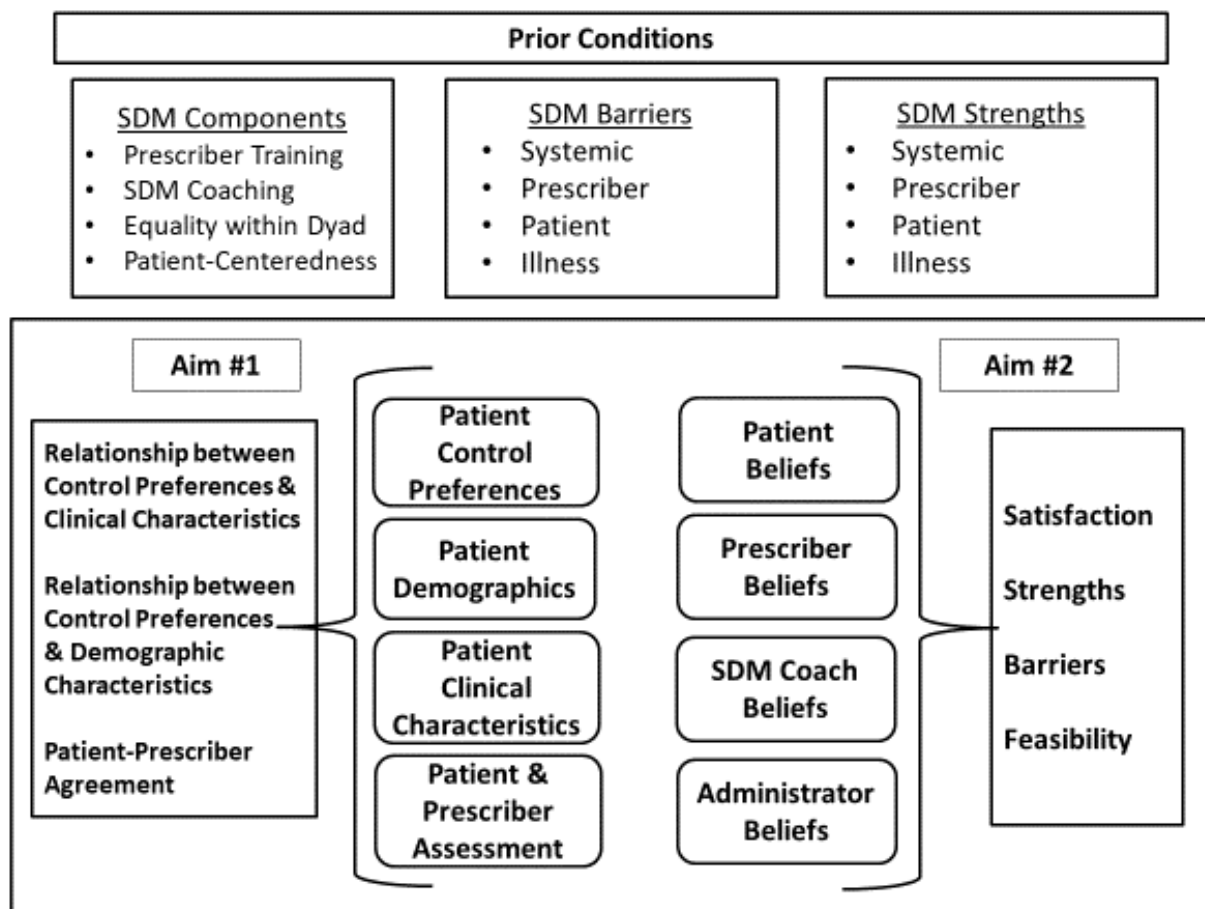 Prior Conditions
SDM Components
• Prescriber Training
• SDM Coaching
• Equality within Dyad
• Patient-Centeredness
SDM Barriers
• Systemic
• Prescriber
• Patient
• Illness
SDM Strengths
• Systemic
• Prescriber
• Patient
• Illness
Aim #1
Relationship between
Control Preferences &
Clinical Characteristics
Relationship between
Control Preferences
& Demographic
Characteristics
Patient-Prescriber
Agreement
Patient
Control
Preferences
Patient
Demographics
Patient
Clinical
Characteristics
Patient &
Prescriber
Assessment
Patient
Beliefs
Prescriber
Beliefs
SDM Coach
Beliefs
Administrator
Beliefs
Aim #2
Satisfaction
Strengths
Barriers
Feasibility